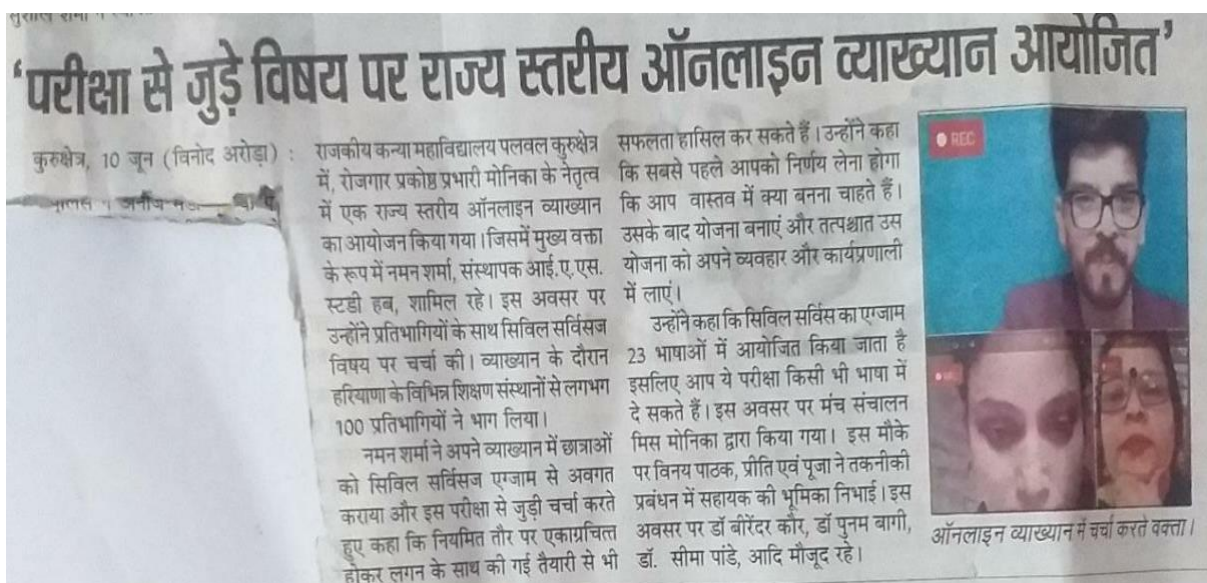 ‘परीक्षा से जुड़े विषय पर राज्य स्तरीय ऑनलाइन व्याख्यान आयोजित’
कुरुक्षेत्र, 10 जून (विनोद अरोड़ा) :
राजकीय कन्या महाविद्यालय पलवल कुरुक्षेत्र
में, रोजगार प्रकोष्ठ प्रभारी मोनिका के नेतृत्व
में एक राज्य स्तरीय ऑनलाइन व्याख्यान
का आयोजन किया गया। जिसमें मुख्य वक्ता
के रूप में नमन शर्मा, संस्थापक आई.ए.एस.
स्टडी हब, शामिल रहे। इस अवसर पर
उन्होंने प्रतिभागियों के साथ सिविल सर्विसज
विषय पर चर्चा की। व्याख्यान के दौरान
हरियाणा के विभिन्न शिक्षण संस्थानों से लगभग
100 प्रतिभागियों ने भाग लिया।
नमन शर्मा ने अपने व्याख्यान में छात्राओं
को सिविल सर्विसज एग्जाम से अवगत
कराया और इस परीक्षा से जुड़ी चर्चा करते
हुए कहा कि नियमित तौर पर एकाग्रचित्त
होकर लगन के साथ की गई तैयारी से भी
सफलता हासिल कर सकते हैं। उन्होंने कहा
कि सबसे पहले आपको निर्णय लेना होगा
कि आप वास्तव में क्या बनना चाहते हैं।
उसके बाद योजना बनाएं और तत्पश्चात उस
योजना को अपने व्यवहार और कार्यप्रणाली
में लाएं।
उन्होंने कहा कि सिविल सर्विस का एग्जाम
23 भाषाओं में आयोजित किया जाता है
इसलिए आप ये परीक्षा किसी भी भाषा में
दे सकते हैं। इस अवसर पर मंच संचालन
मिस मोनिका द्वारा किया गया। इस मौके
पर विनय पाठक, प्रीति एवं पूजा ने तकनीकी
प्रबंधन में सहायक की भूमिका निभाई। इस
अवसर पर डॉ बीरेंदर कौर, डॉ पुनम बागी,
डॉ. सीमा पांडे, आदि मौजूद रहे।
REC
ऑनलाइन व्याख्यान में चर्चा करते वक्ता।